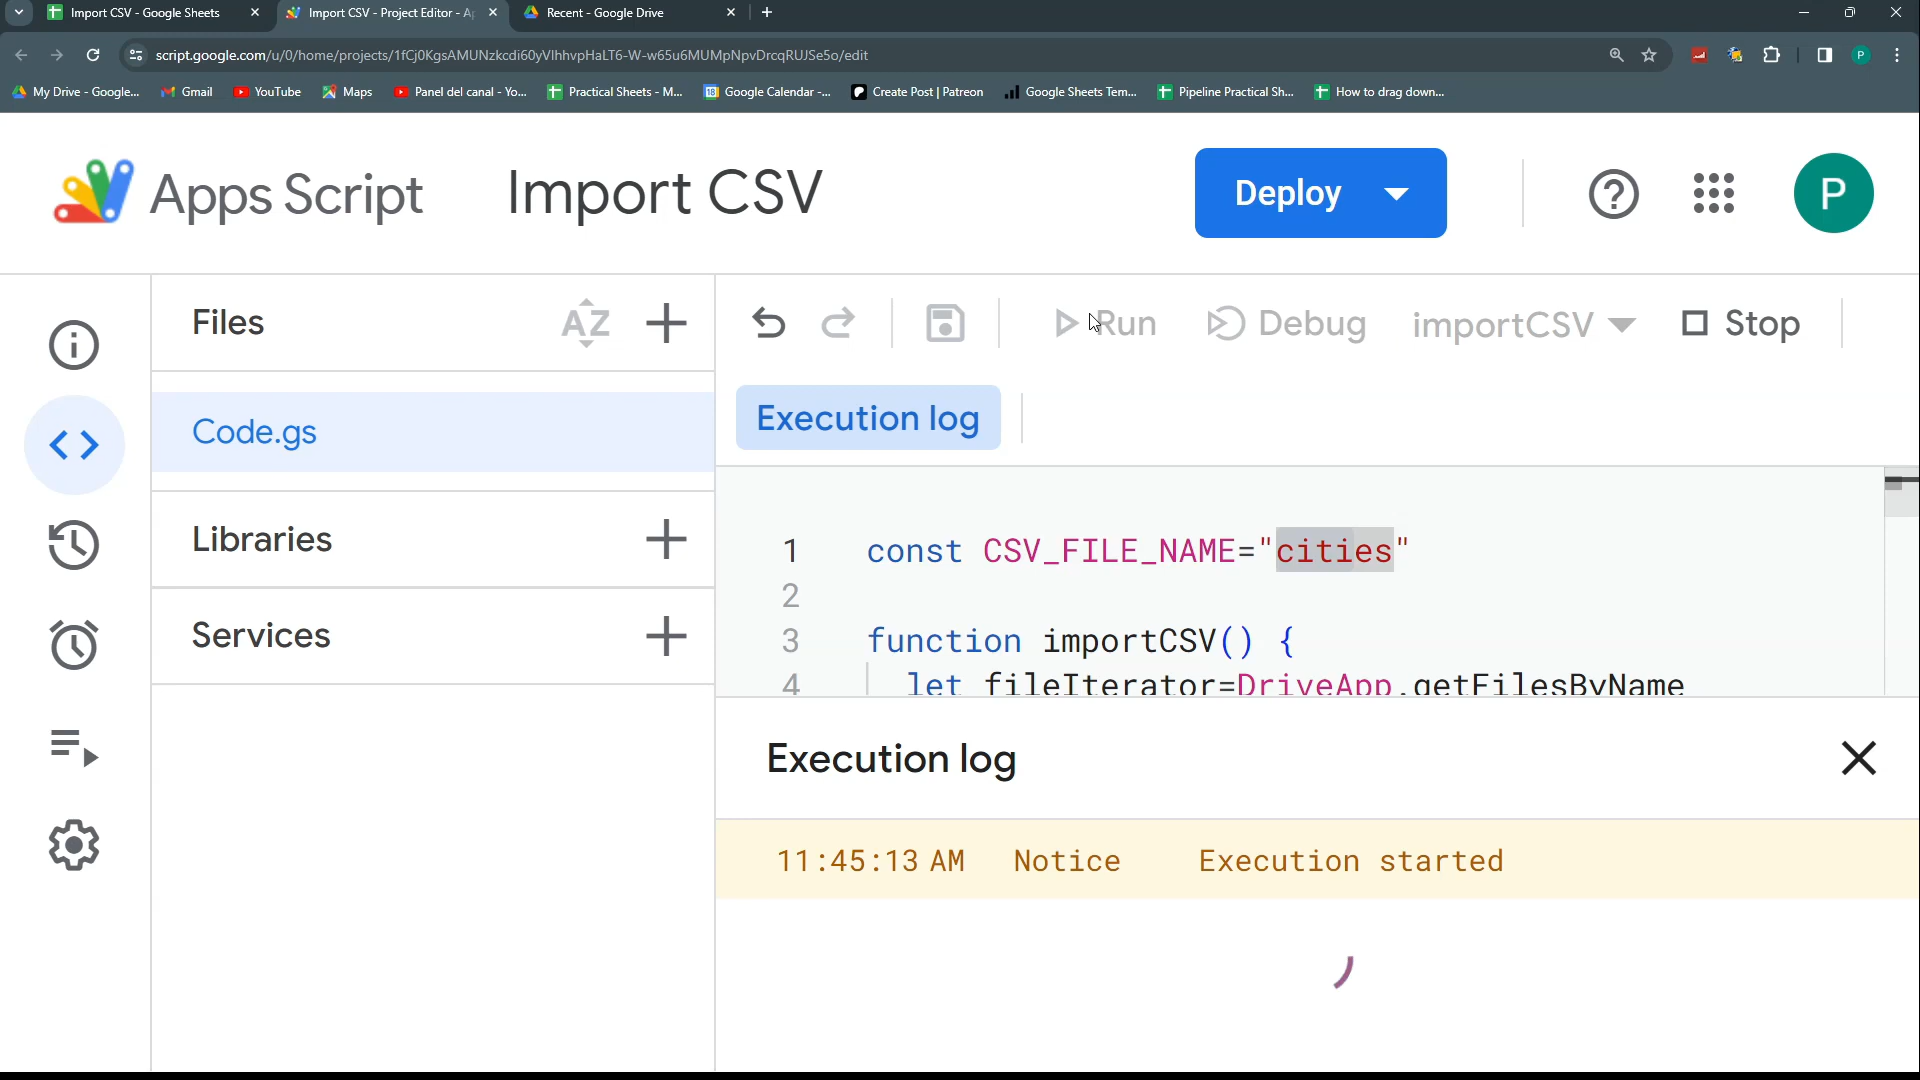 Import CSV - Google Sheets
Import CSV - Project Editor - Ap
Recent - Google Drive
script.google.com/u/0/home/projects/1fCj0KgsAMUNzkcdi60yVIhhvpHaLT6-W-w65u6MUMpNpvDrcqRUJSe5o/edit
P
My Drive - Google...
Gmail
YouTube
Maps
Panel del canal - Yo...
Practical Sheets - M...
18
Google Calendar -...
Create Post | Patreon
Google Sheets Tem...
Pipeline Practical Sh...
How to drag down...
Apps Script
Import CSV
Deploy
P
Files
AZ
Run
Debug
importCSV
Stop
Code.gs
Execution log
Libraries
Services
1 const CSV_FILE_NAME="cities"
2
3 function importCSV() {
4 let fileIterator=DriveApp.getFilesByName
Execution log
11:45:13 AM Notice Execution started